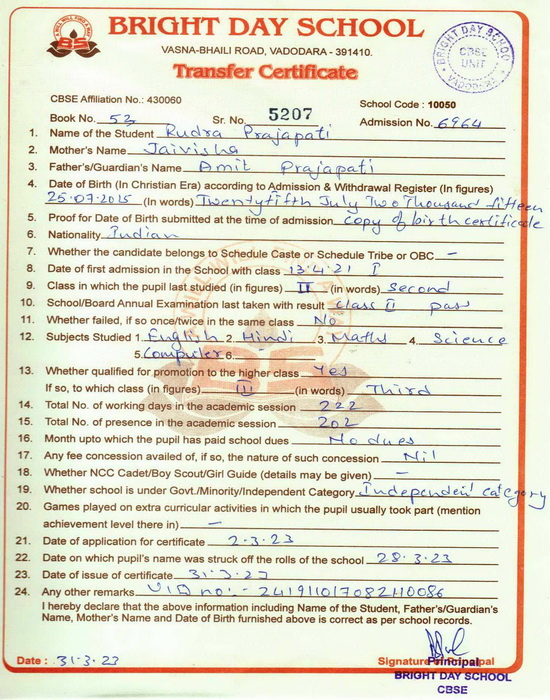 BRIGHT DAY SCHOOL
VASNA-BHAILI ROAD, VADODARA - 391410.
Transfer Certificate
BRIGHT DAY SCHOOL
CBSE
UNIT
VADODARA
CBSE Affiliation No.: 430060
School Code : 10050
Book No. 53 Sr. No. 5207 Admission No. 6964
1. Name of the Student Rudra Prajapati
2. Mother's Name Jaivisha
3. Father's/Guardian's Name Amit Prajapati
4. Date of Birth (In Christian Era) according to Admission & Withdrawal Register (In figures)
25.07.2015 (In words) Twentyfifth July Two Thousand fifteen
5. Proof for Date of Birth submitted at the time of admission copy of birth certificate
6. Nationality Indian
7. Whether the candidate belongs to Schedule Caste or Schedule Tribe or OBC -
8. Date of first admission in the School with class 13.4.21 I
9. Class in which the pupil last studied (in figures) II (in words) Second
10. School/Board Annual Examination last taken with result class II pass
11. Whether failed, if so once/twice in the same class No
12. Subjects Studied 1. English 2. Hindi 3. Maths 4. Science
5. Computer 6.
13. Whether qualified for promotion to the higher class Yes
If so, to which class (in figures) III (in words) Third
14. Total No. of working days in the academic session 222
15. Total No. of presence in the academic session 202
16. Month upto which the pupil has paid school dues No dues
17. Any fee concession availed of, if so, the nature of such concession Nil
18. Whether NCC Cadet/Boy Scout/Girl Guide (details may be given) -
19. Whether school is under Govt./Minority/Independent Category Independent category
20. Games played on extra curricular activities in which the pupil usually took part (mention
achievement level there in) -
21. Date of application for certificate 2.3.23
22. Date on which pupil's name was struck off the rolls of the school 28.3.23
23. Date of issue of certificate 31.3.23
24. Any other remarks UID no:-
I hereby declare that the above information including Name of the Student, Father's/Guardian's
Name, Mother's Name and Date of Birth furnished above is correct as per school records.
Date : 31.3.23
Signature Principal
BRIGHT DAY SCHOOL
CBSE